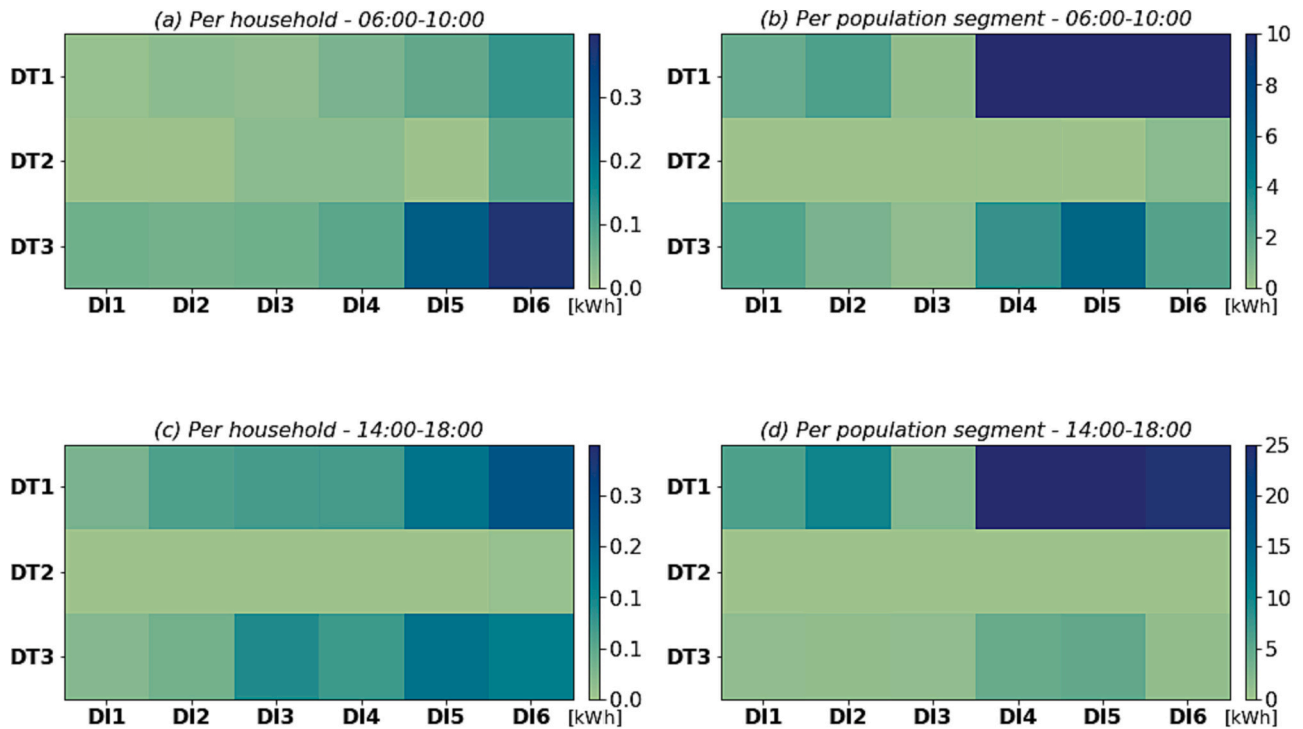 (a) Per household - 06:00-10:00
DT1
DT2
DT3
DI1 DI2 DI3 DI4 DI5 DI6 [kWh]
0.3
0.2
0.1
0.0
(b) Per population segment - 06:00-10:00
DT1
DT2
DT3
DI1 DI2 DI3 DI4 DI5 DI6 [kWh]
10
8
6
4
2
0
(c) Per household - 14:00-18:00
DT1
DT2
DT3
DI1 DI2 DI3 DI4 DI5 DI6 [kWh]
0.3
0.2
0.1
0.1
0.0
(d) Per population segment - 14:00-18:00
DT1
DT2
DT3
DI1 DI2 DI3 DI4 DI5 DI6 [kWh]
25
20
15
10
5
0